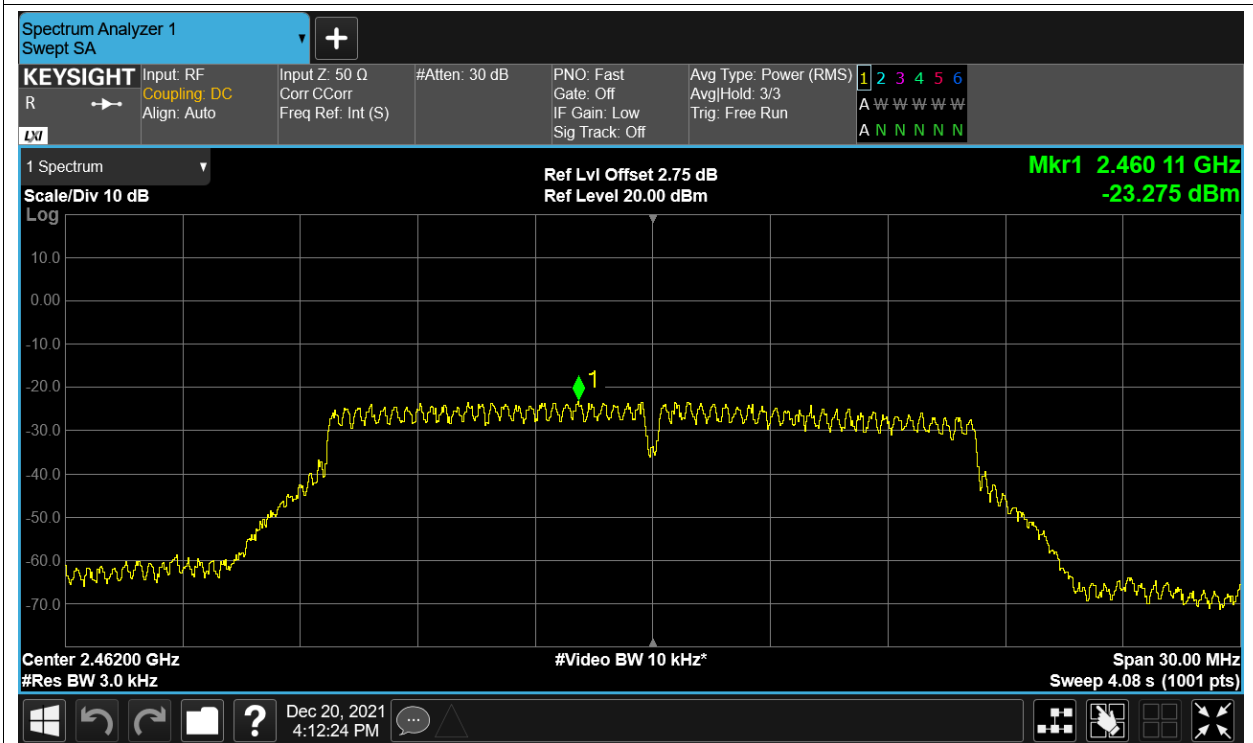 Spectrum Analyzer 1
Swept SA
KEYSIGHT
R
LXI
Input: RF
Coupling: DC
Align: Auto
Input Z: 50 Ω
Corr CCorr
Freq Ref: Int (S)
#Atten: 30 dB
PNO: Fast
Gate: Off
IF Gain: Low
Sig Track: Off
Avg Type: Power (RMS)
Avg|Hold: 3/3
Trig: Free Run
1 2 3 4 5 6
A W W W W W
A N N N N N
1 Spectrum
Scale/Div 10 dB
Log
Ref Lvl Offset 2.75 dB
Ref Level 20.00 dBm
Mkr1 2.460 11 GHz
-23.275 dBm
10.0
0.00
-10.0
-20.0
-30.0
-40.0
-50.0
-60.0
-70.0
1
Center 2.46200 GHz
#Res BW 3.0 kHz
#Video BW 10 kHz*
Span 30.00 MHz
Sweep 4.08 s (1001 pts)
?
Dec 20, 2021
4:12:24 PM